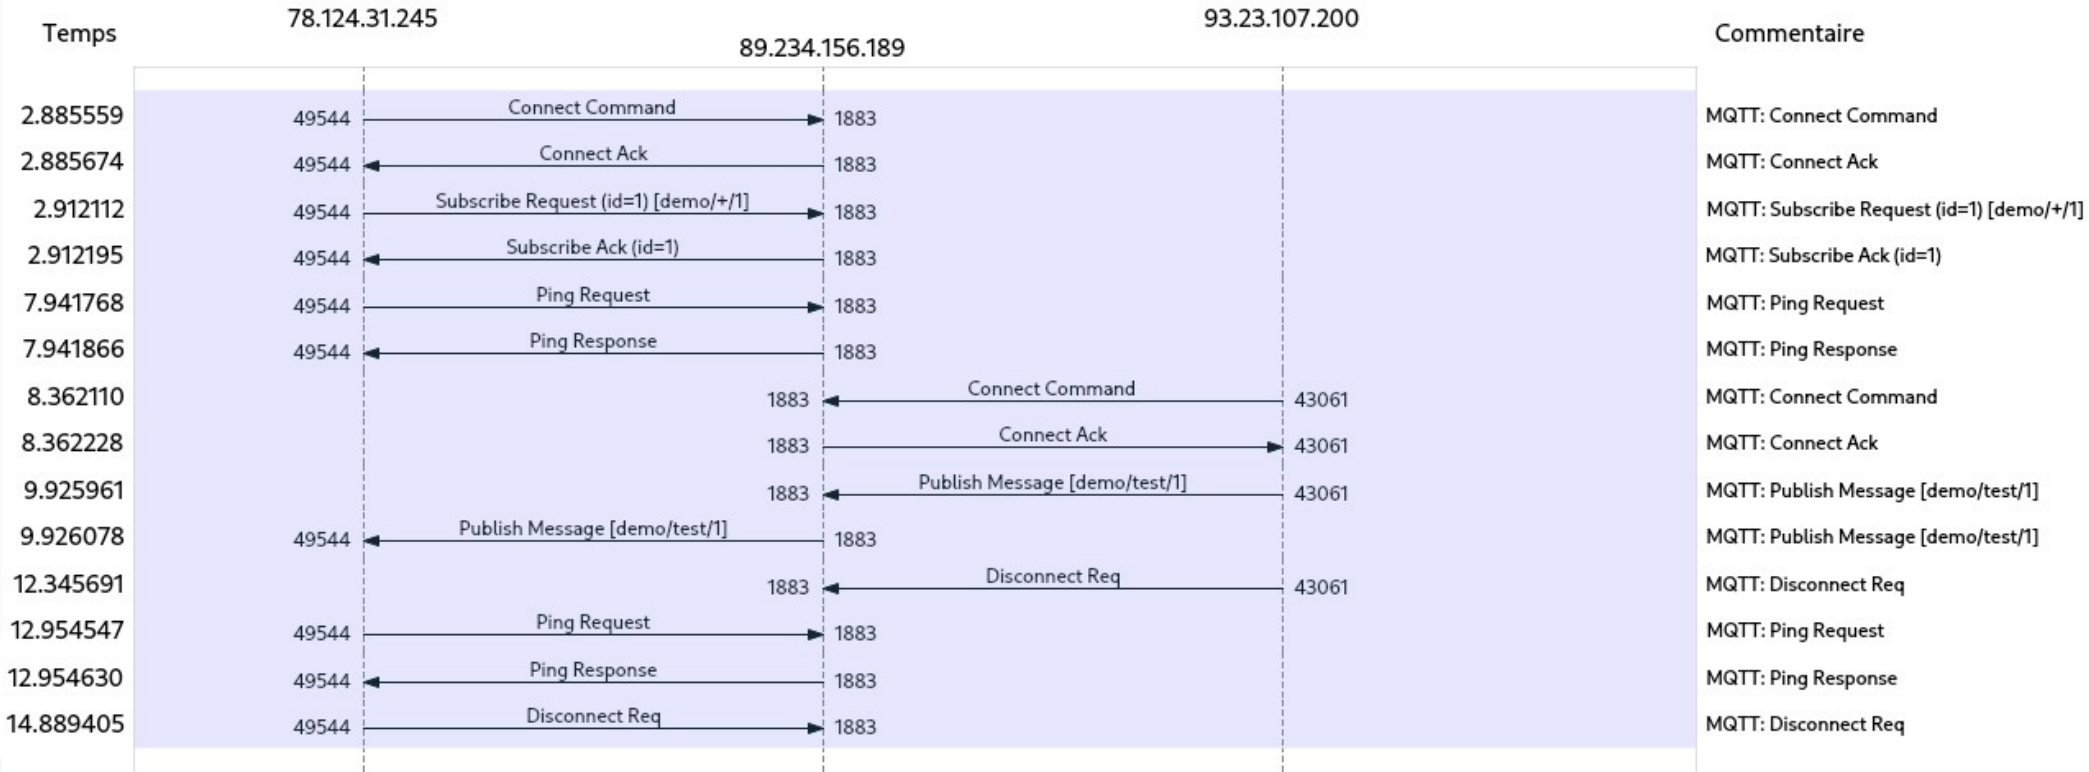 78.124.31.245 93.23.107.200
Temps Commentaire
89.234.156.189
Connect Command
2.885559 49544 1883 MQTT: Connect Command
Connect Ack
2.885674 49544 1883 MQTT: Connect Ack
Subscribe Request (id=1) [demo/+/1]
2.912112 49544 1883 MQTT: Subscribe Request (id=1) [demo/+/1]
Subscribe Ack (id=1)
2.912195 49544 1883 MQTT: Subscribe Ack (id=1)
Ping Request
7.941768 49544 1883 MQTT: Ping Request
Ping Response
7.941866 49544 1883 MQTT: Ping Response
Connect Command
8.362110 1883 43061 MQTT: Connect Command
Connect Ack
8.362228 1883 43061 MQTT: Connect Ack
Publish Message [demo/test/1]
9.925961 1883 43061 MQTT: Publish Message [demo/test/1]
Publish Message [demo/test/1]
9.926078 49544 1883 MQTT: Publish Message [demo/test/1]
Disconnect Req
12.345691 1883 43061 MQTT: Disconnect Req
Ping Request
12.954547 49544 1883 MQTT: Ping Request
Ping Response
12.954630 49544 1883 MQTT: Ping Response
Disconnect Req
14.889405 49544 1883 MQTT: Disconnect Req